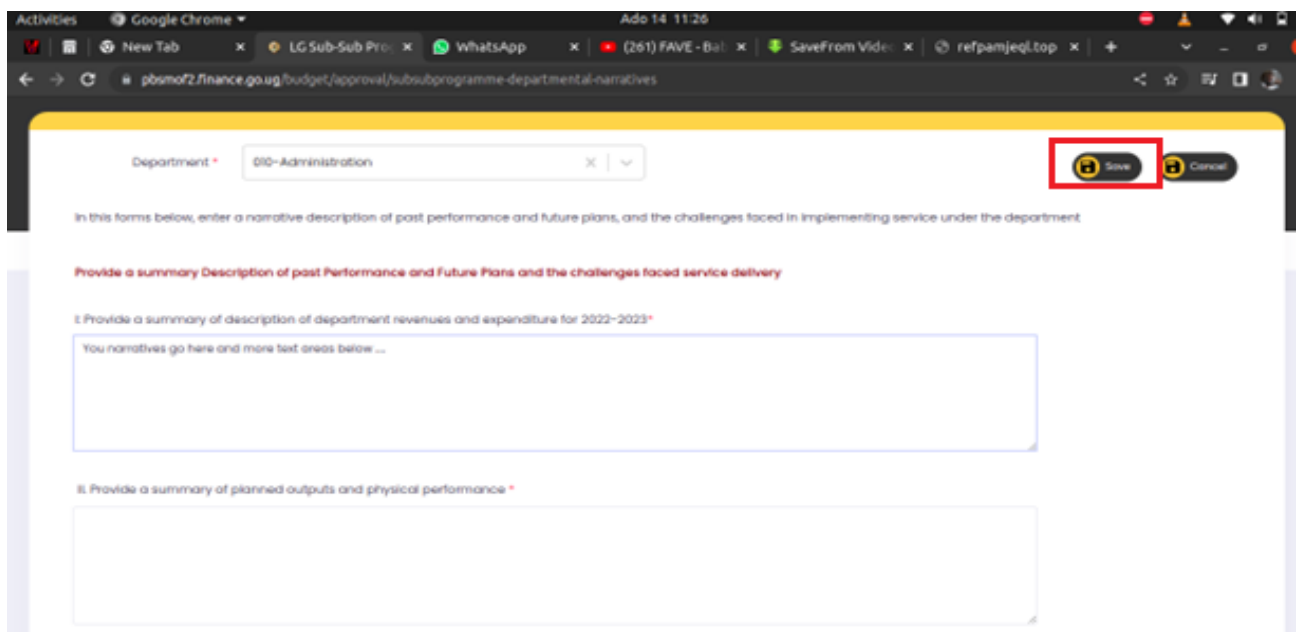 Activities Google Chrome Ado 14 11:26
New Tab LG Sub-Sub Pro WhatsApp (261) FAVE - Bal SaveFrom Vide refpamjeql.top
pbsmof2.finance.go.ug/budget/approval/subsubprogramme-departmental-narratives
Department * 010-Administration Save Cancel
In this forms below, enter a narrative description of past performance and future plans, and the challenges faced in implementing service under the department
Provide a summary Description of past Performance and Future Plans and the challenges faced service delivery
I: Provide a summary of description of department revenues and expenditure for 2022-2023*
You narratives go here and more text areas below ...
II. Provide a summary of planned outputs and physical performance *